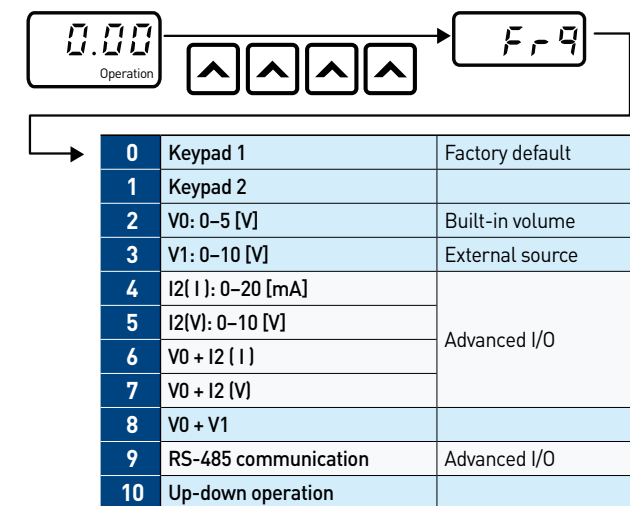 0.00
Operation
Frq
0 Keypad 1 Factory default
1 Keypad 2
2 V0: 0–5 [V] Built-in volume
3 V1: 0–10 [V] External source
4 I2( I ): 0–20 [mA]
5 I2(V): 0–10 [V]
Advanced I/O
6 V0 + I2 ( I )
7 V0 + I2 (V)
8 V0 + V1
9 RS-485 communication Advanced I/O
10 Up-down operation